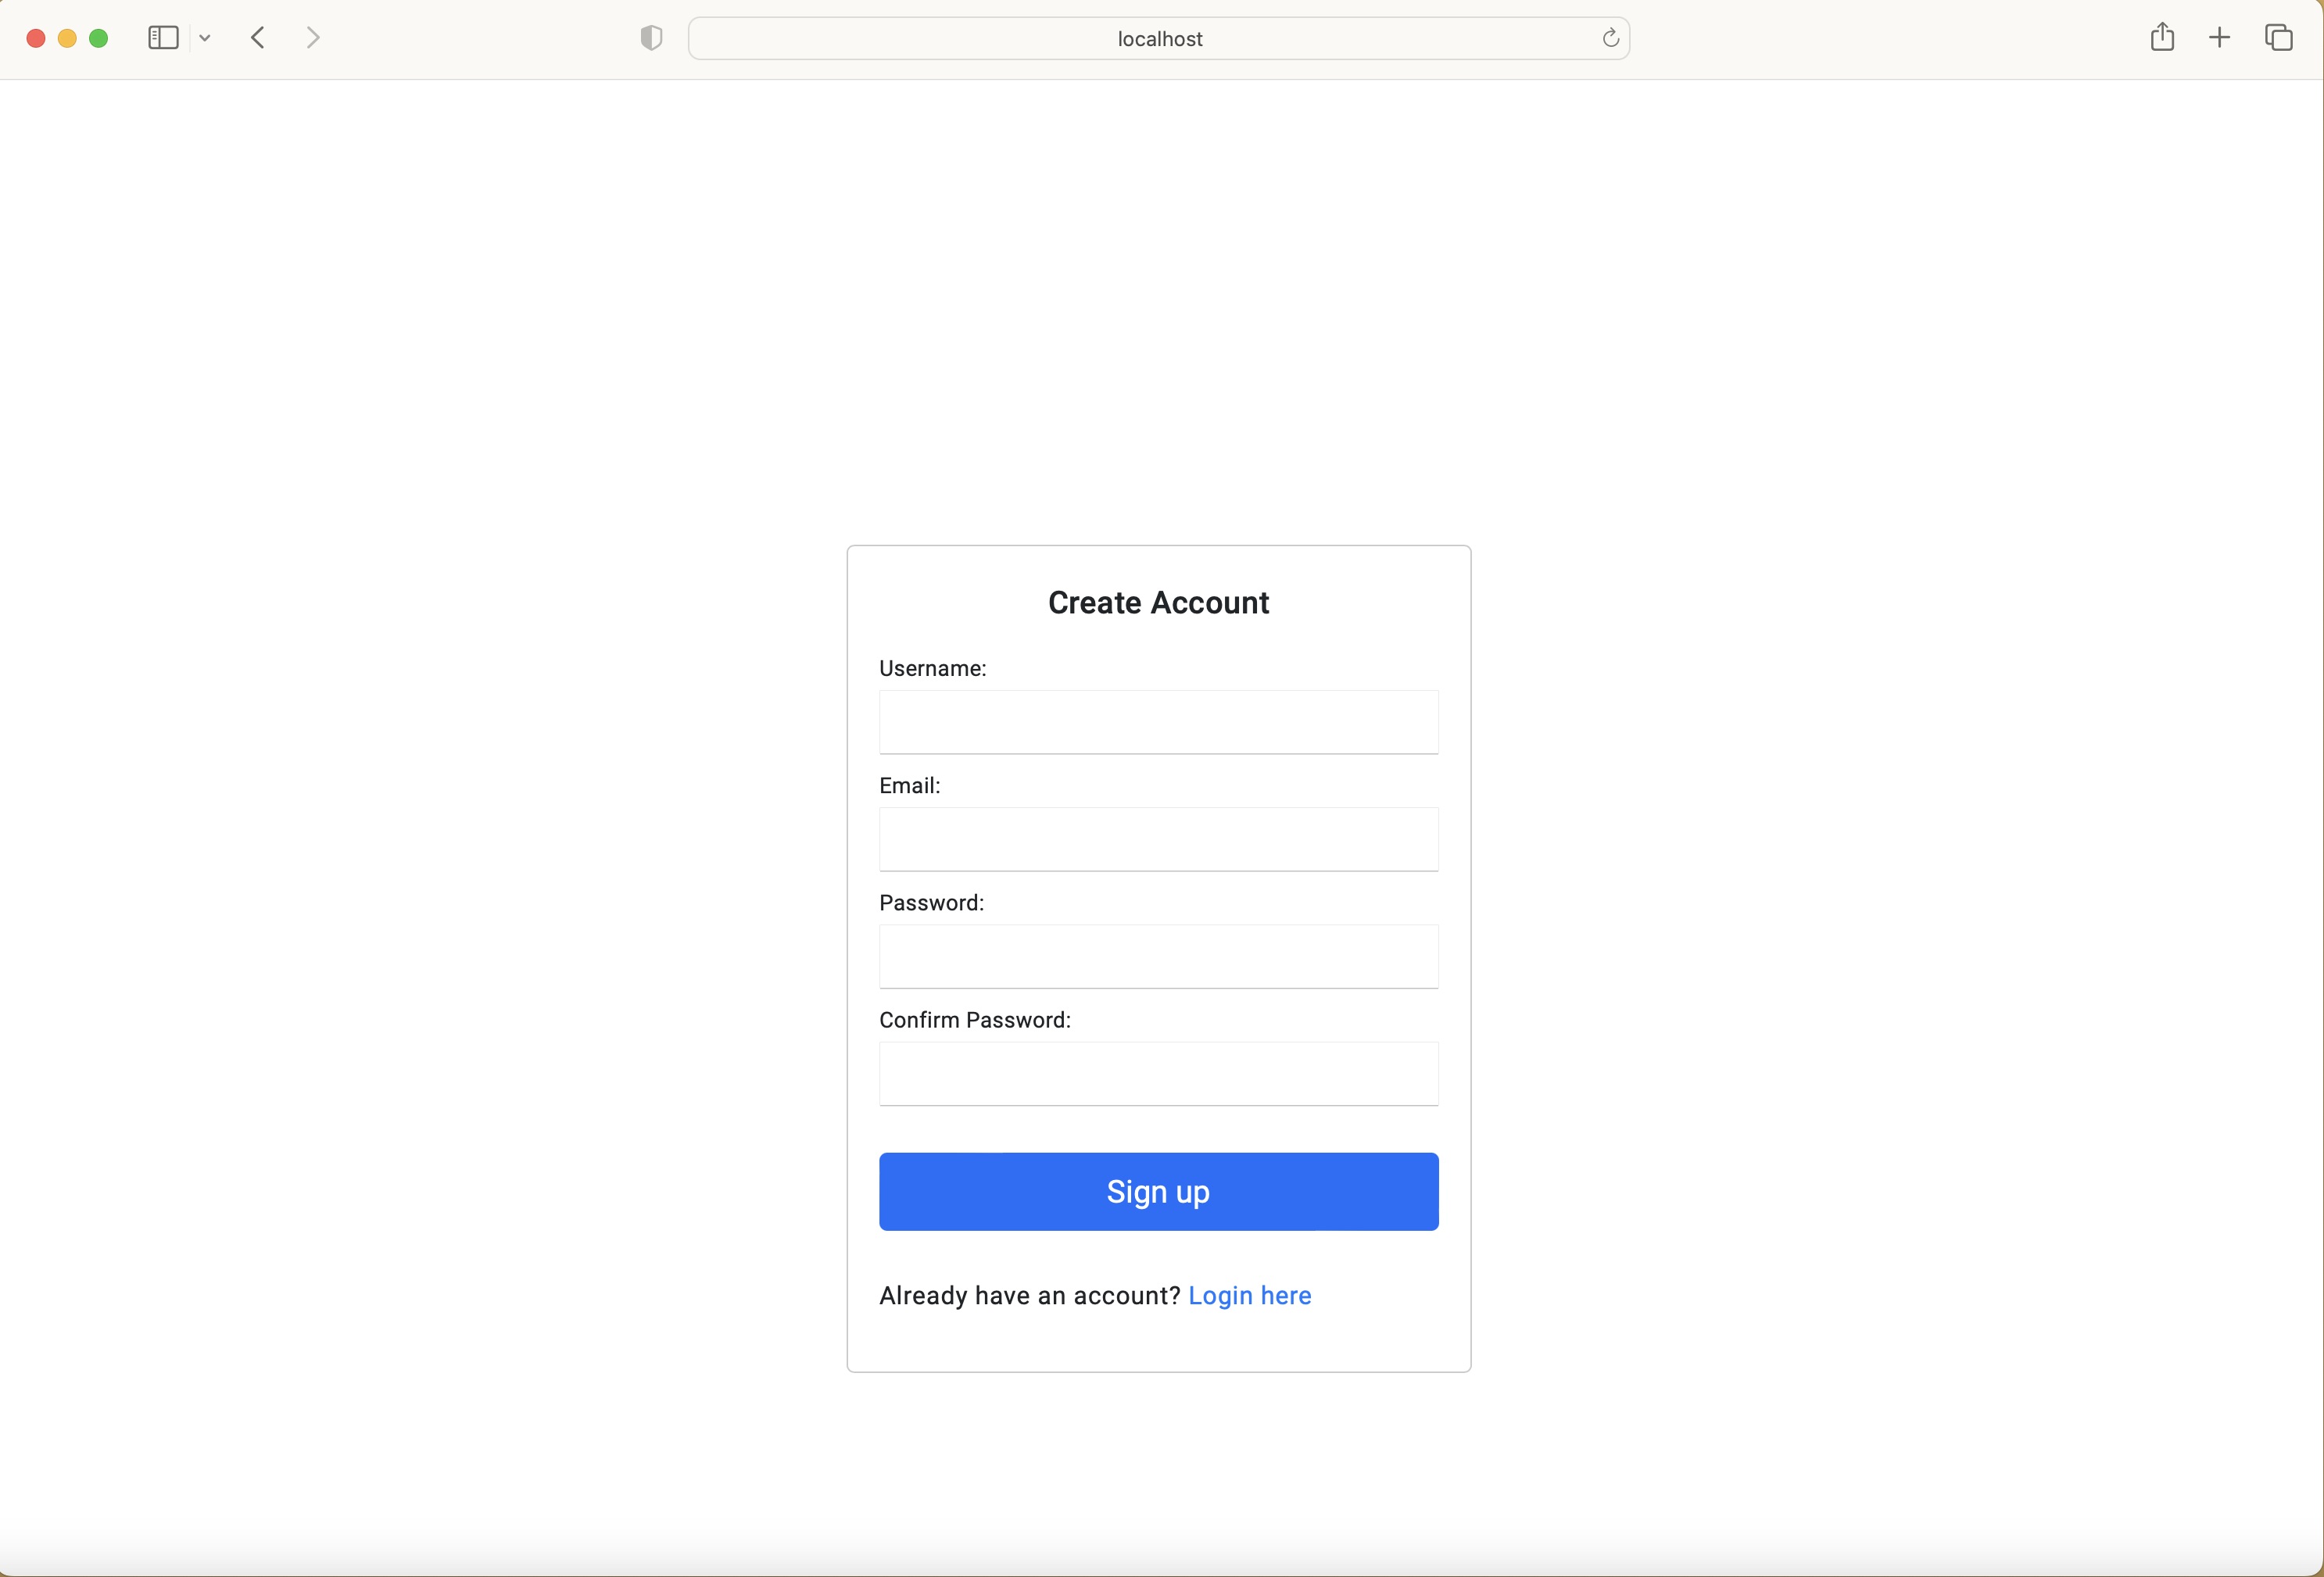 localhost
Create Account
Username:
Email:
Password:
Confirm Password:
Sign up
Already have an account? Login here